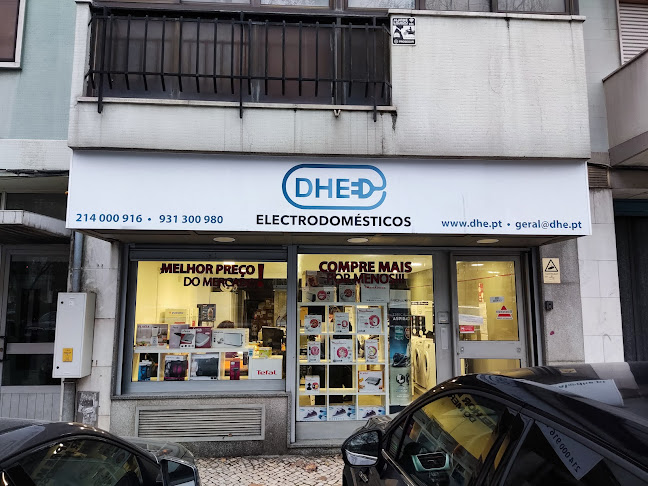 DHE
214 000 916 • 931 300 980
ELECTRODOMÉSTICOS
www.dhe.pt • geral@dhe.pt
MELHOR PREÇO
DO MERCADO!
COMPRE MAIS
POR MENOS!!!
Tefal